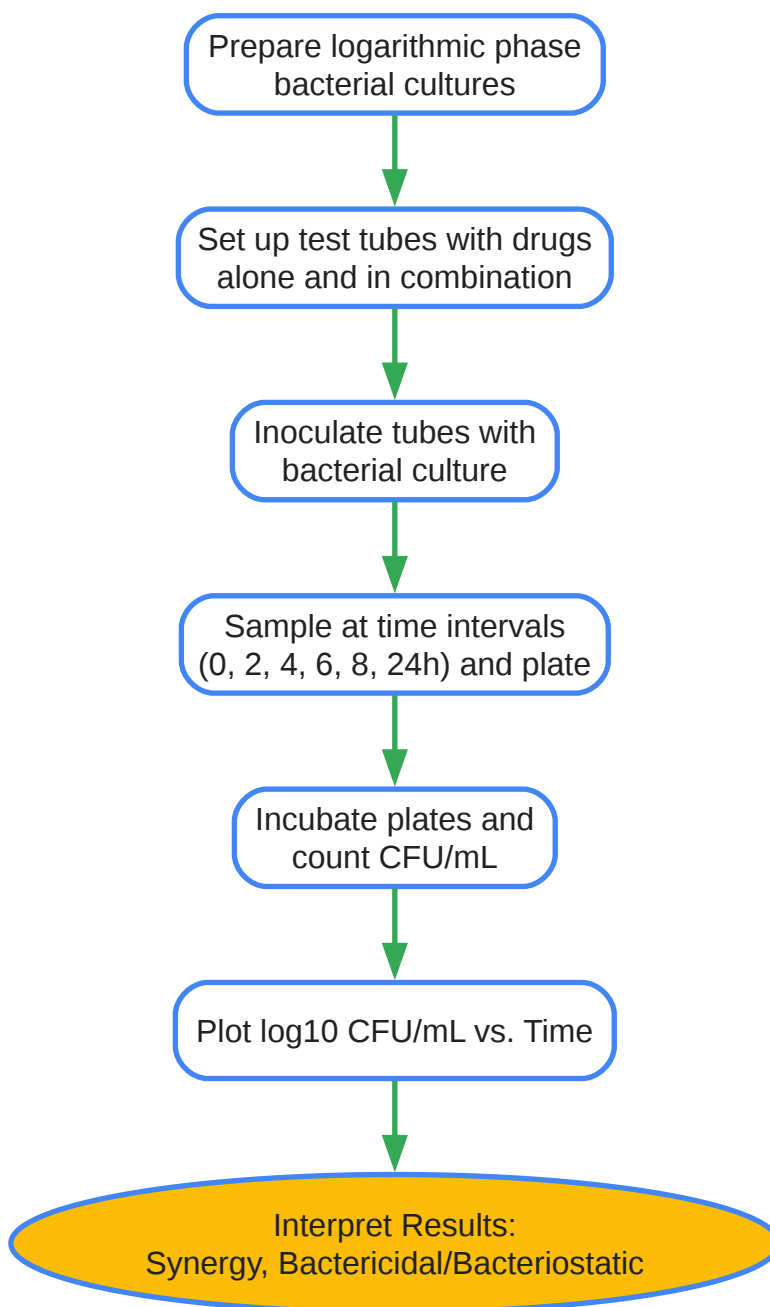 Prepare logarithmic phase
bacterial cultures
Set up test tubes with drugs
alone and in combination
Inoculate tubes with
bacterial culture
Sample at time intervals
(0, 2, 4, 6, 8, 24h) and plate
Incubate plates and
count CFU/mL
Plot log10 CFU/mL vs. Time
Interpret Results:
Synergy, Bactericidal/Bacteriostatic